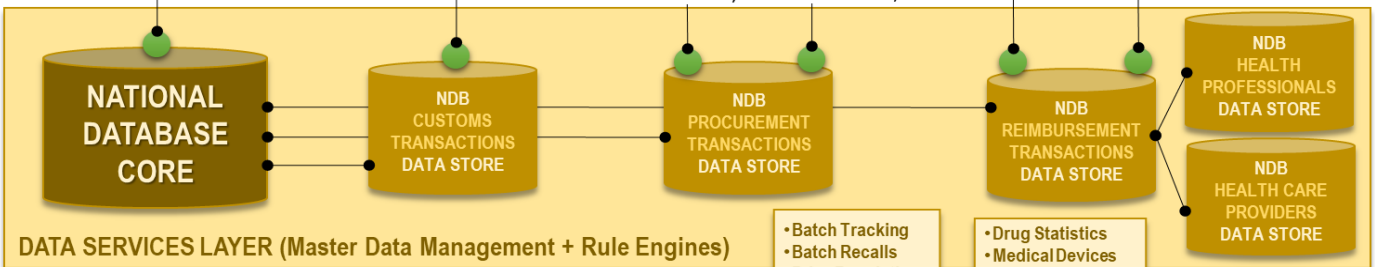 NATIONAL
DATABASE
CORE
NDB
CUSTOMS
TRANSACTIONS
DATA STORE
NDB
PROCUREMENT
TRANSACTIONS
DATA STORE
NDB
REIMBURSEMENT
TRANSACTIONS
DATA STORE
NDB
HEALTH
PROFESSIONALS
DATA STORE
NDB
HEALTH CARE
PROVIDERS
DATA STORE
DATA SERVICES LAYER (Master Data Management + Rule Engines)
•Batch Tracking
•Batch Recalls
•Drug Statistics
•Medical Devices